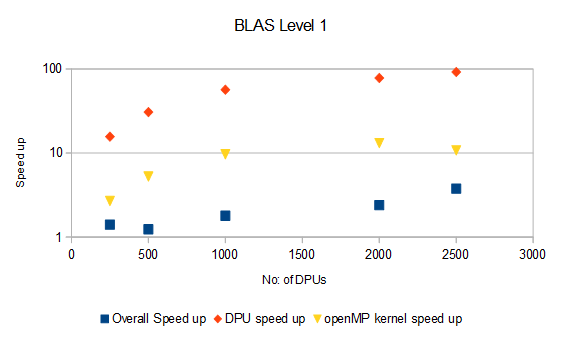 BLAS Level 1
100
10
1
Speed up
0 500 1000 1500 2000 2500 3000
No: of DPUs
Overall Speed up DPU speed up openMP kernel speed up